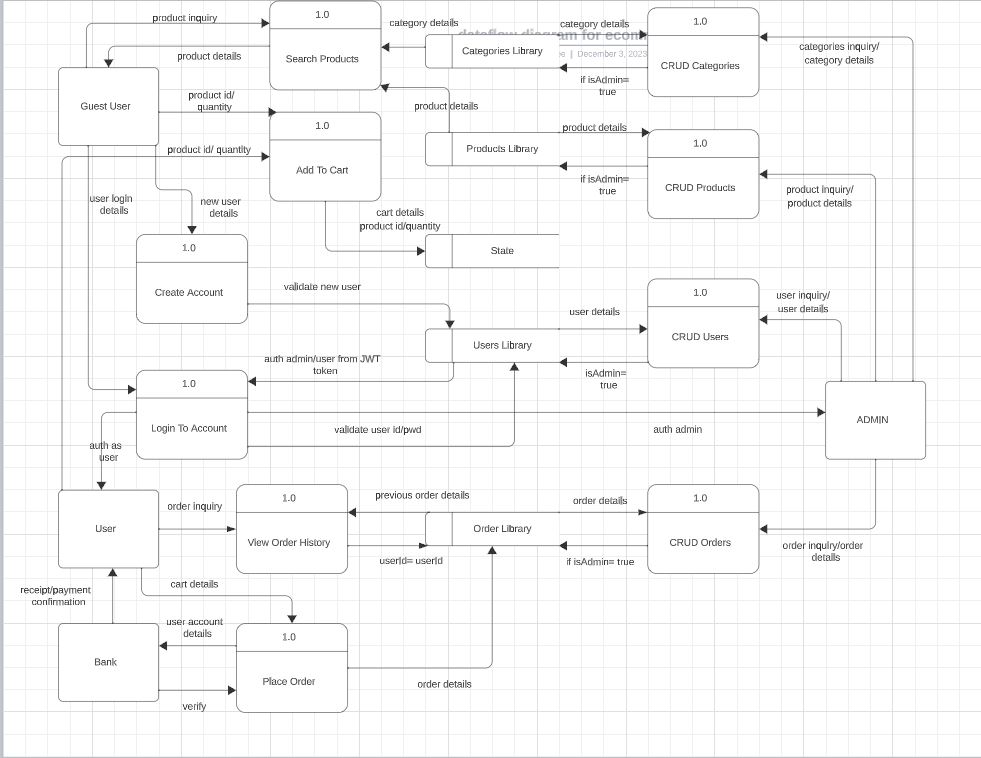 product inquiry
1.0
Search Products
category details
category details
dataflow diagram for econ
ee | December 3, 2023
Categories Library
1.0
CRUD Categories
categories inquiry/
category details
product details
if isAdmin=
true
Guest User
product id/
quantity
product details
1.0
Add To Cart
product details
Products Library
1.0
CRUD Products
product id/ quantity
if isAdmin=
true
product inquiry/
product details
user login
details
new user
details
cart details
product id/quantity
State
1.0
Create Account
validate new user
user details
1.0
CRUD Users
user inquiry/
user details
Users Library
auth admin/user from JWT
token
isAdmin=
true
1.0
Login To Account
validate user id/pwd
auth admin
ADMIN
auth as
user
User
order inquiry
1.0
View Order History
previous order details
order details
Order Library
1.0
CRUD Orders
userId= userId
if isAdmin= true
order inquiry/order
details
receipt/payment
confirmation
cart details
user account
details
Bank
1.0
Place Order
order details
verify